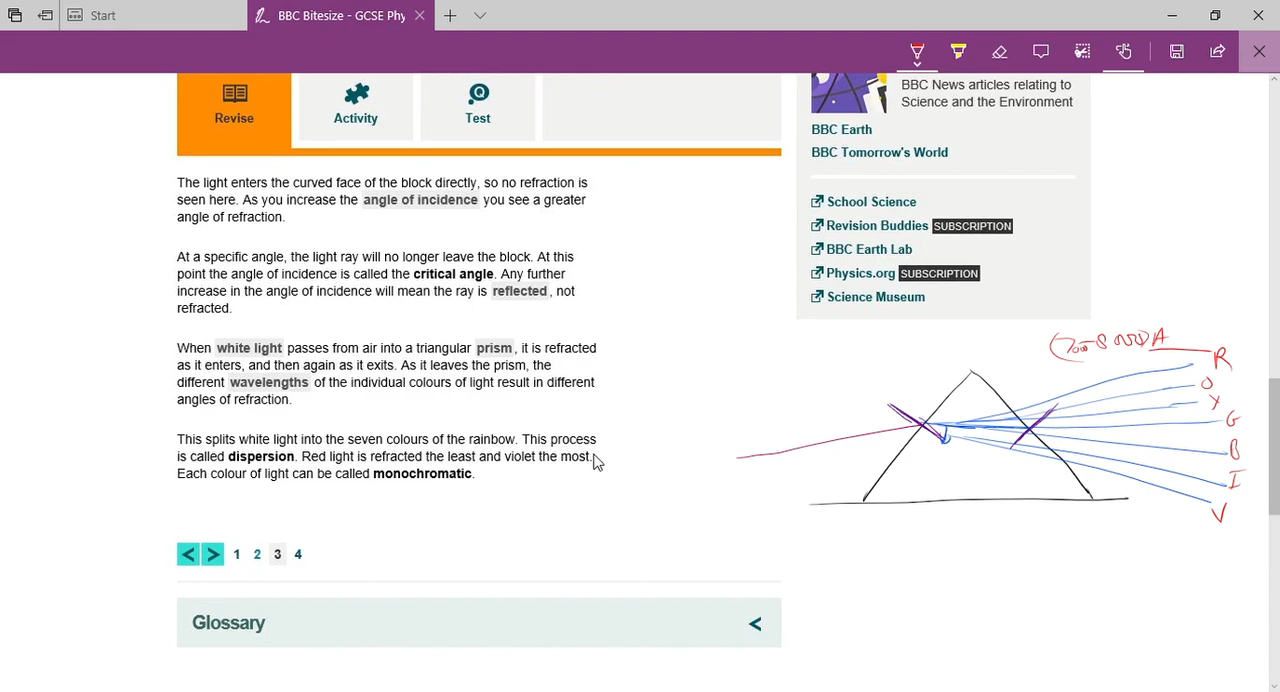 Start
BBC Bitesize - GCSE Phy
Revise
Activity
Test
BBC News articles relating to
Science and the Environment
BBC Earth
BBC Tomorrow's World
School Science
Revision Buddies SUBSCRIPTION
BBC Earth Lab
Physics.org SUBSCRIPTION
Science Museum
The light enters the curved face of the block directly, so no refraction is
seen here. As you increase the angle of incidence you see a greater
angle of refraction.
At a specific angle, the light ray will no longer leave the block. At this
point the angle of incidence is called the critical angle. Any further
increase in the angle of incidence will mean the ray is reflected, not
refracted.
When white light passes from air into a triangular prism, it is refracted
as it enters, and then again as it exits. As it leaves the prism, the
different wavelengths of the individual colours of light result in different
angles of refraction.
This splits white light into the seven colours of the rainbow. This process
is called dispersion. Red light is refracted the least and violet the most.
Each colour of light can be called monochromatic.
R
O
Y
G
B
I
V
< > 1 2 3 4
Glossary